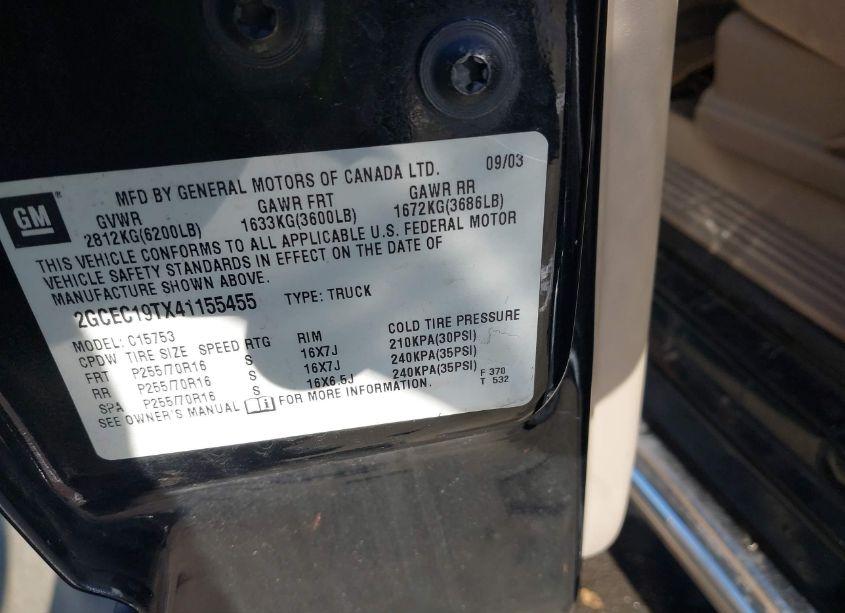 GM
MFD BY GENERAL MOTORS OF CANADA LTD. 09/03
GVWR GAWR FRT GAWR RR
2812KG(6200LB) 1633KG(3600LB) 1672KG(3686LB)
THIS VEHICLE CONFORMS TO ALL APPLICABLE U.S. FEDERAL MOTOR
VEHICLE SAFETY STANDARDS IN EFFECT ON THE DATE OF
MANUFACTURE SHOWN ABOVE.
2GCEC19TX41155455 TYPE: TRUCK
MODEL: C15753
CPDW TIRE SIZE SPEED RTG RIM COLD TIRE PRESSURE
FRT P255/70R16 S 16X7J 210KPA(30PSI)
RR P255/70R16 S 16X7J 240KPA(35PSI)
SPA P255/70R16 S 16X6.5J 240KPA(35PSI)
SEE OWNER'S MANUAL FOR MORE INFORMATION.
F 370
T 532